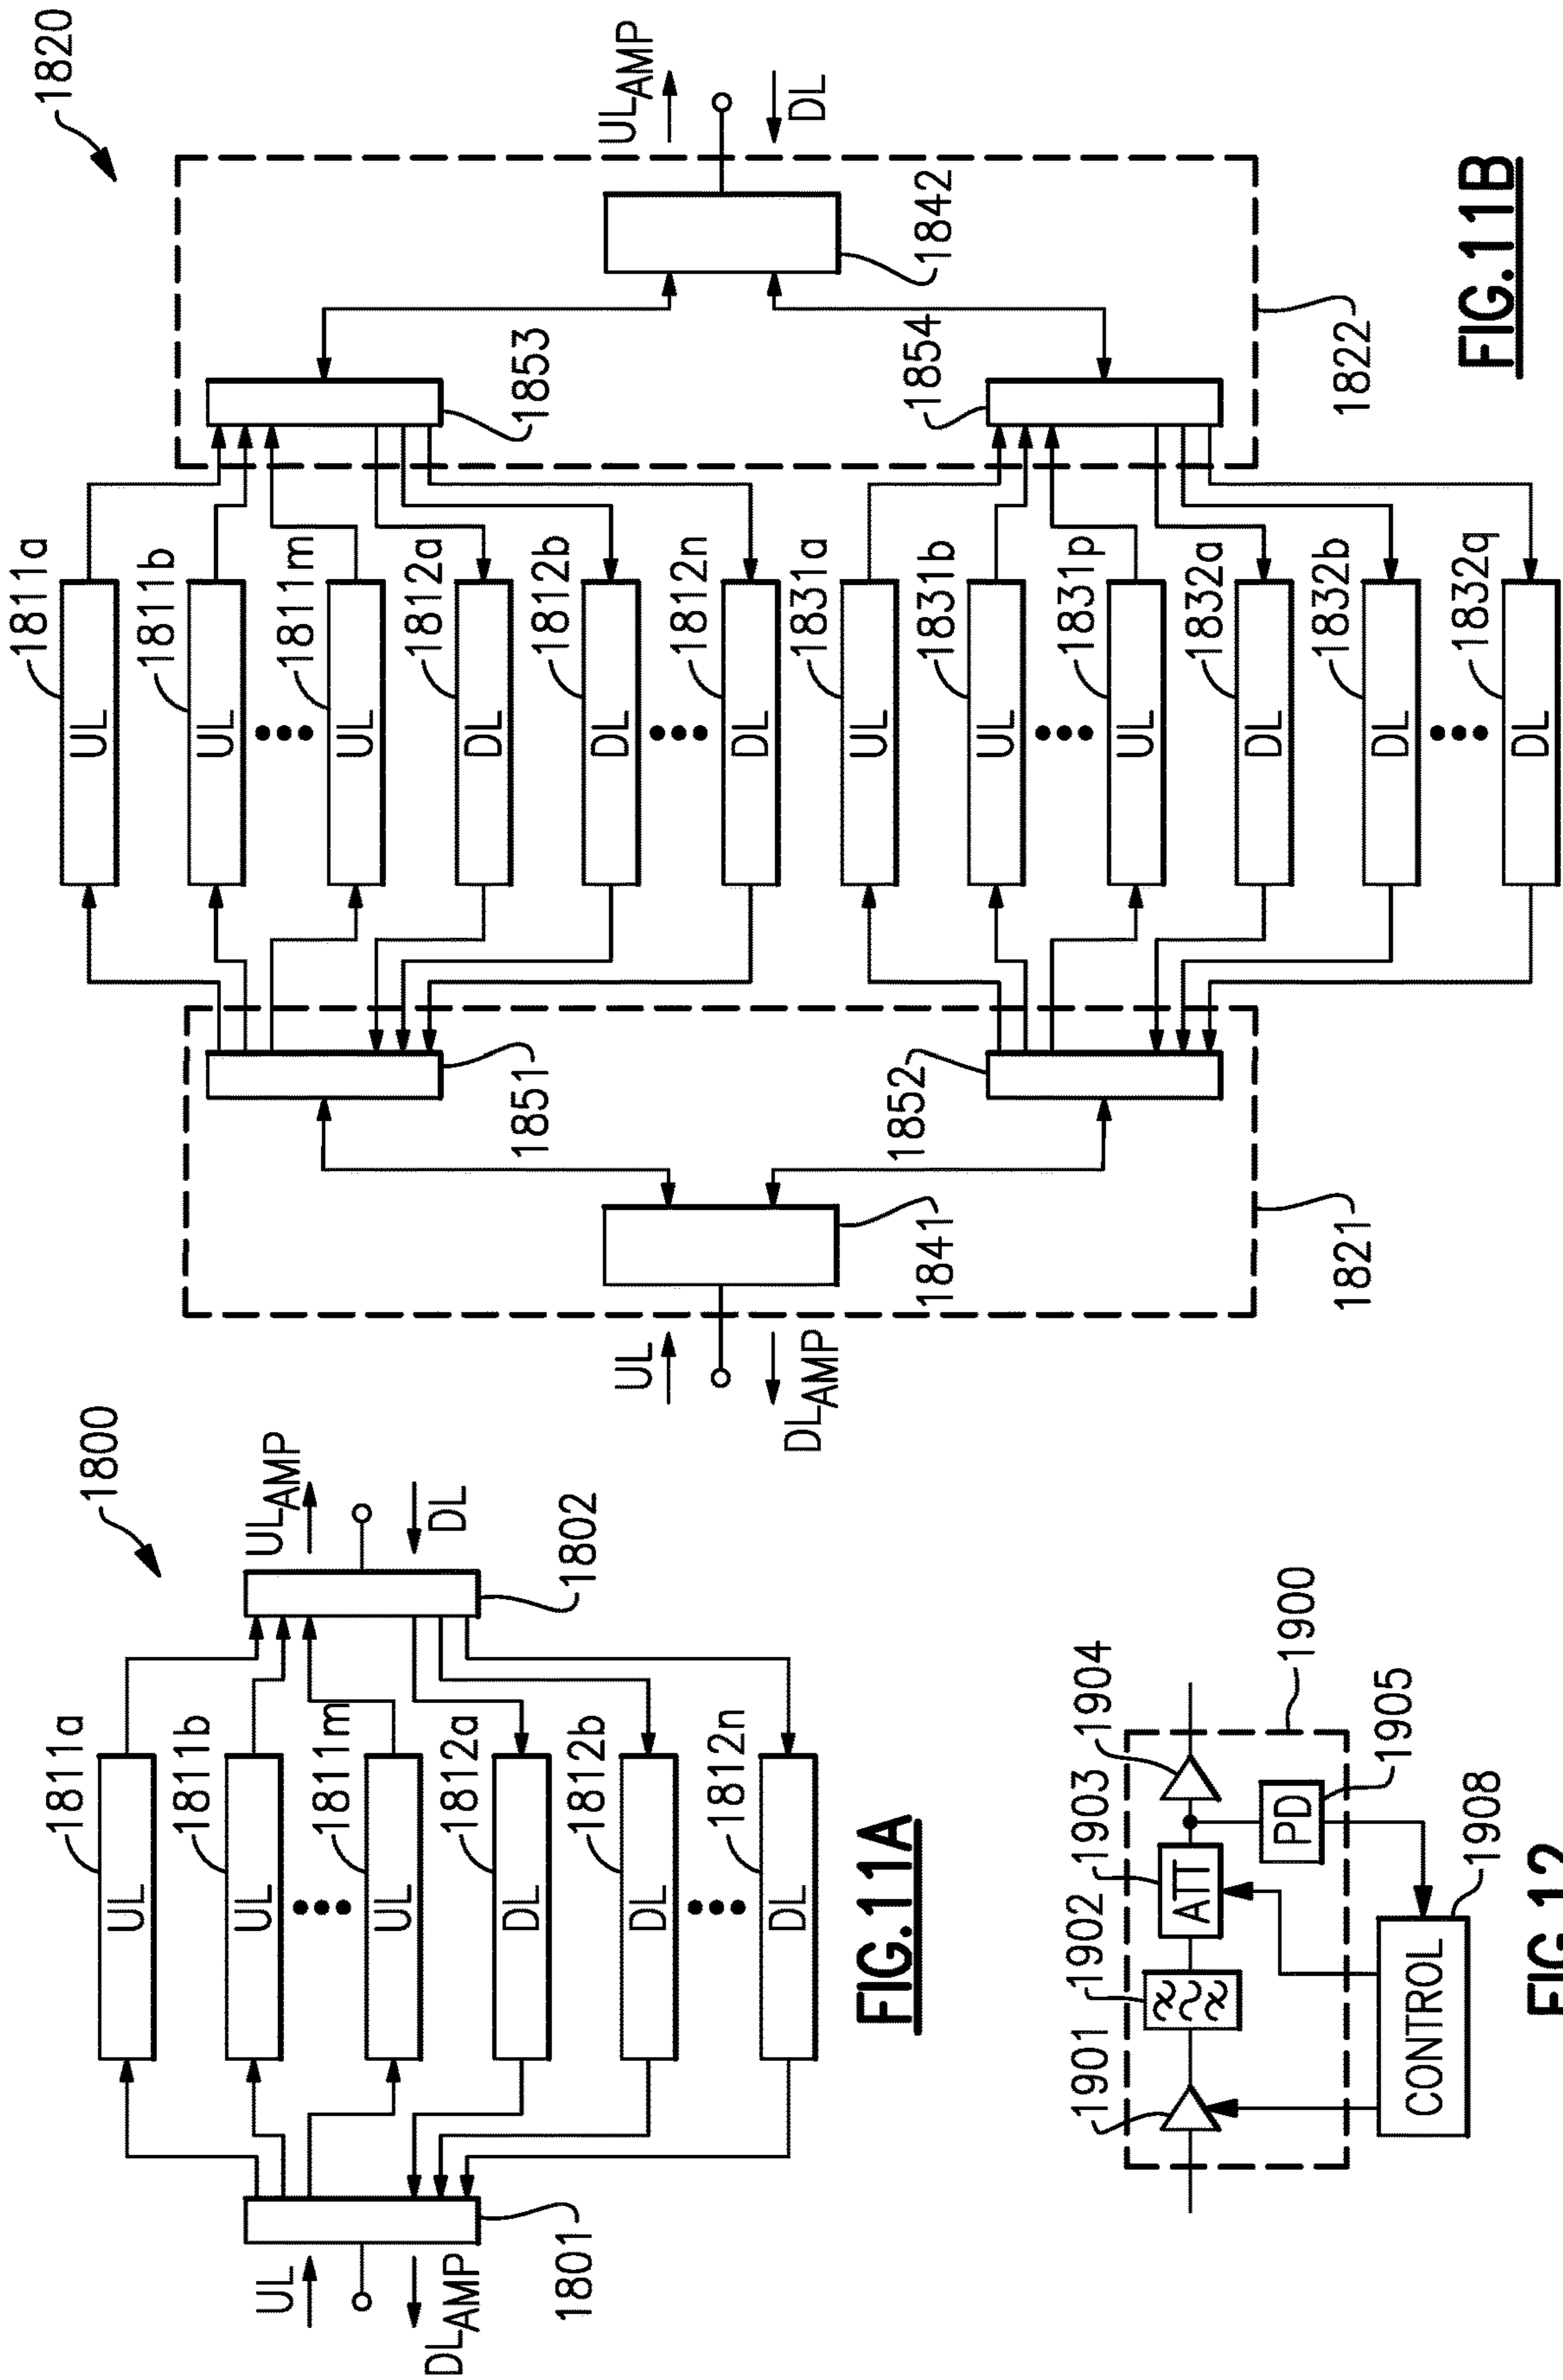 1800
UL
DL AMP
1801
UL
1811a
UL
1811b
UL
1811m
DL
1812a
DL
1812b
DL
1812n
UL AMP
DL
1802
FIG.11A
1820
UL
DL AMP
1841
1851
1852
1821
UL
1811a
UL
1811b
UL
1811m
DL
1812a
DL
1812b
DL
1812n
UL
1831a
UL
1831b
UL
1831p
DL
1832a
DL
1832b
DL
1832q
1853
1854
UL AMP
DL
1842
1822
FIG.11B
1901
1902
1903
1904
ATT
PD
1900
1905
CONTROL
1908
FIG.12